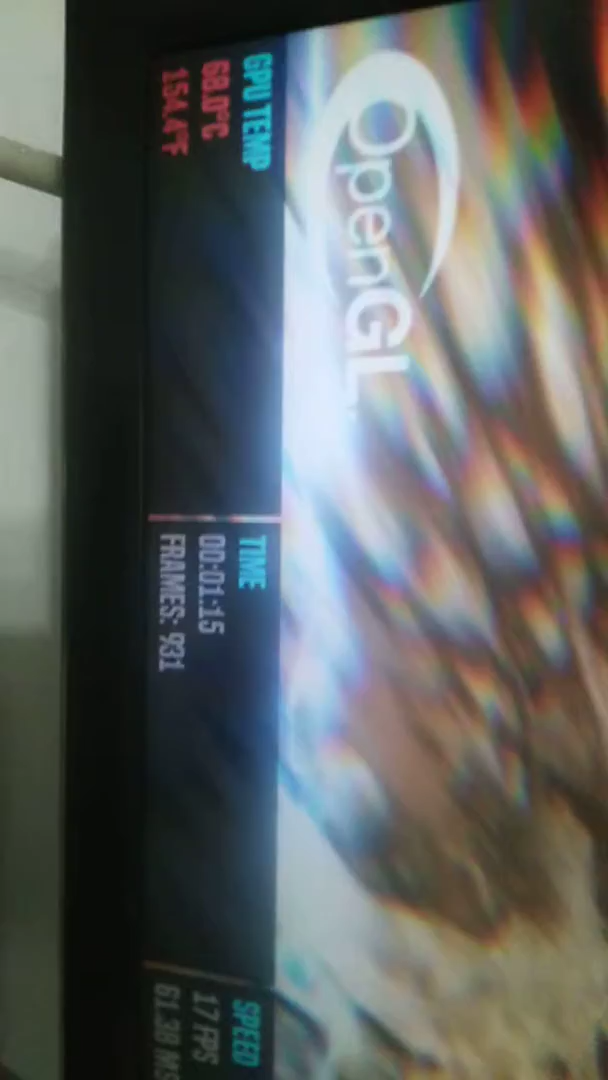 OpenGL
GPU TEMP
68.0°C
154.4°F
TIME
00:01:15
FRAMES: 931
SPEED
17 FPS
61.38 MS